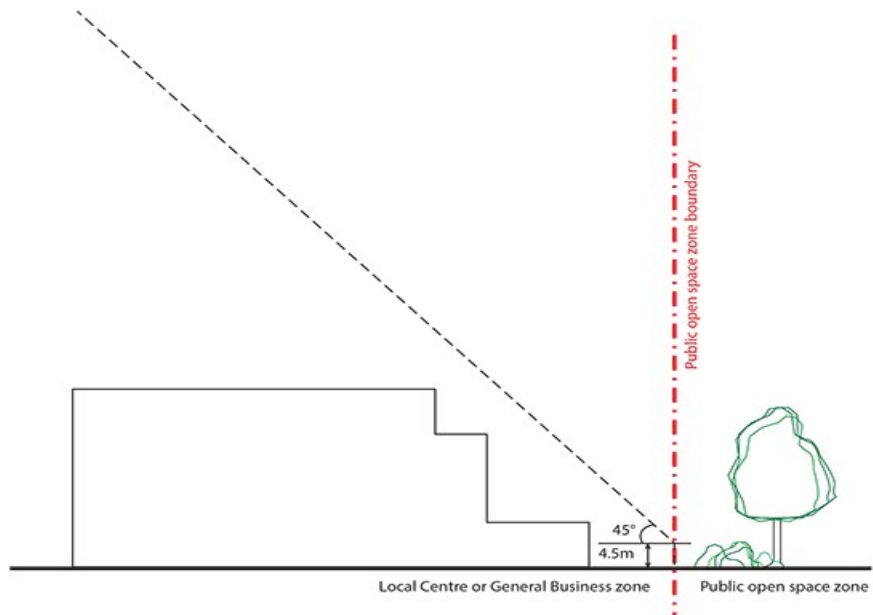 Public open space zone boundary
45°
4.5m
Local Centre or General Business zone
Public open space zone